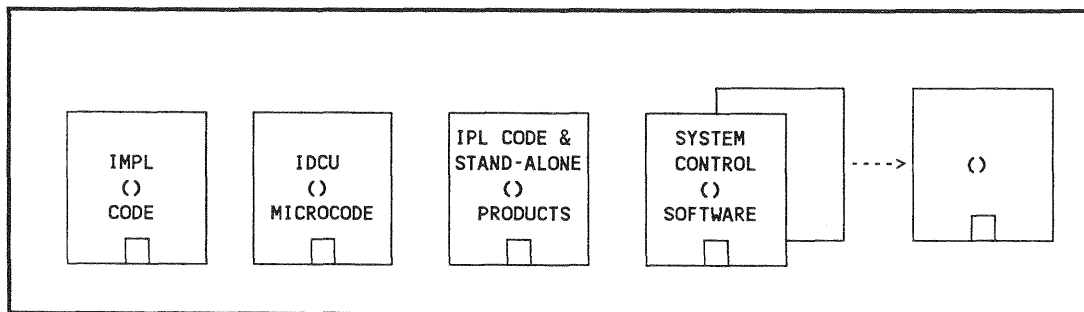 IMPL
()
CODE
IDCU
()
MICROCODE
IPL CODE &
STAND-ALONE
()
PRODUCTS
SYSTEM
CONTROL
()
SOFTWARE
---->
()